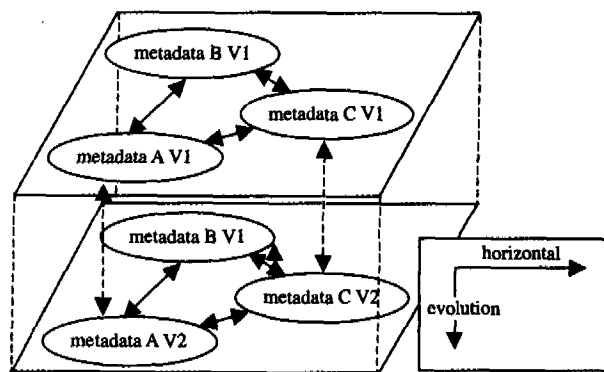 metadata B V1
metadata C V1
metadata A V1
metadata B V1
horizontal
metadata C V2
evolution
metadata A V2